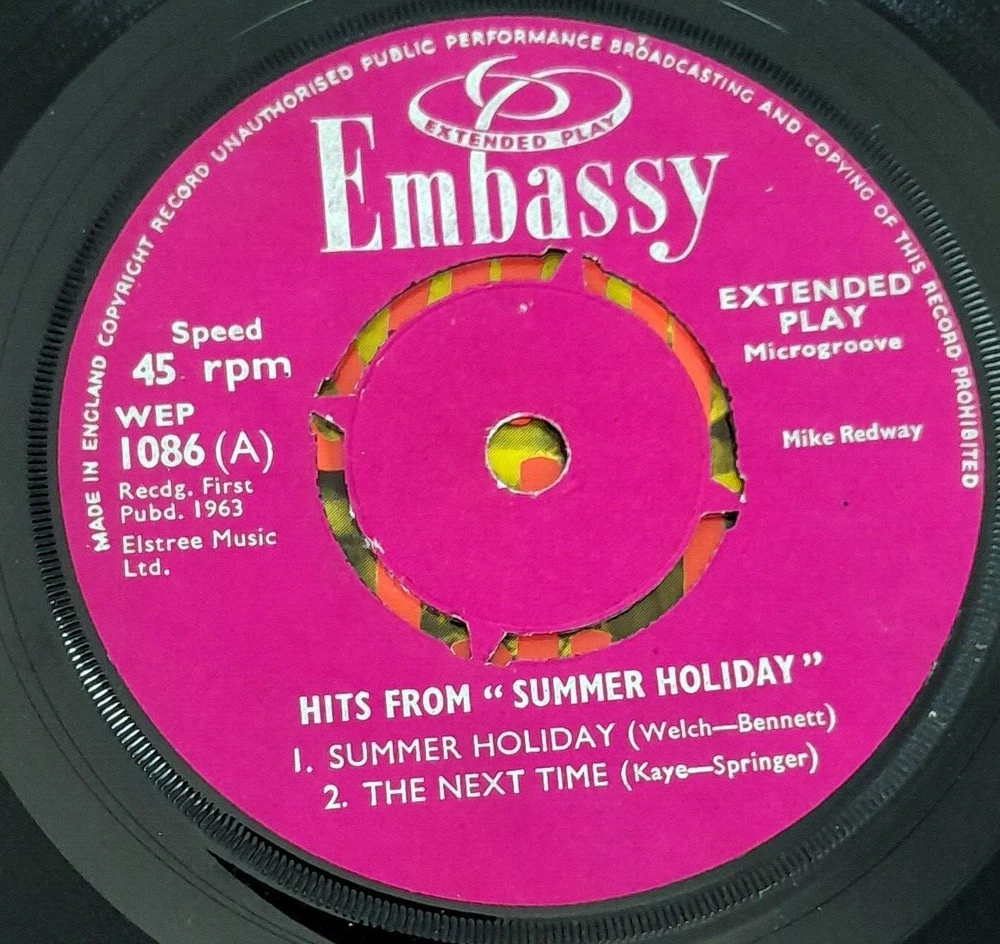 MADE IN ENGLAND COPYRIGHT RECORD UNAUTHORISED PUBLIC PERFORMANCE BROADCASTING AND COPYING OF THIS RECORD PROHIBITED
EXTENDED PLAY
Embassy
EXTENDED
PLAY
Microgroove
Speed
45 rpm
WEP
1086 (A)
Recdg. First
Pubd. 1963
Elstree Music
Ltd.
Mike Redway
HITS FROM “ SUMMER HOLIDAY ”
1. SUMMER HOLIDAY (Welch—Bennett)
2. THE NEXT TIME (Kaye—Springer)